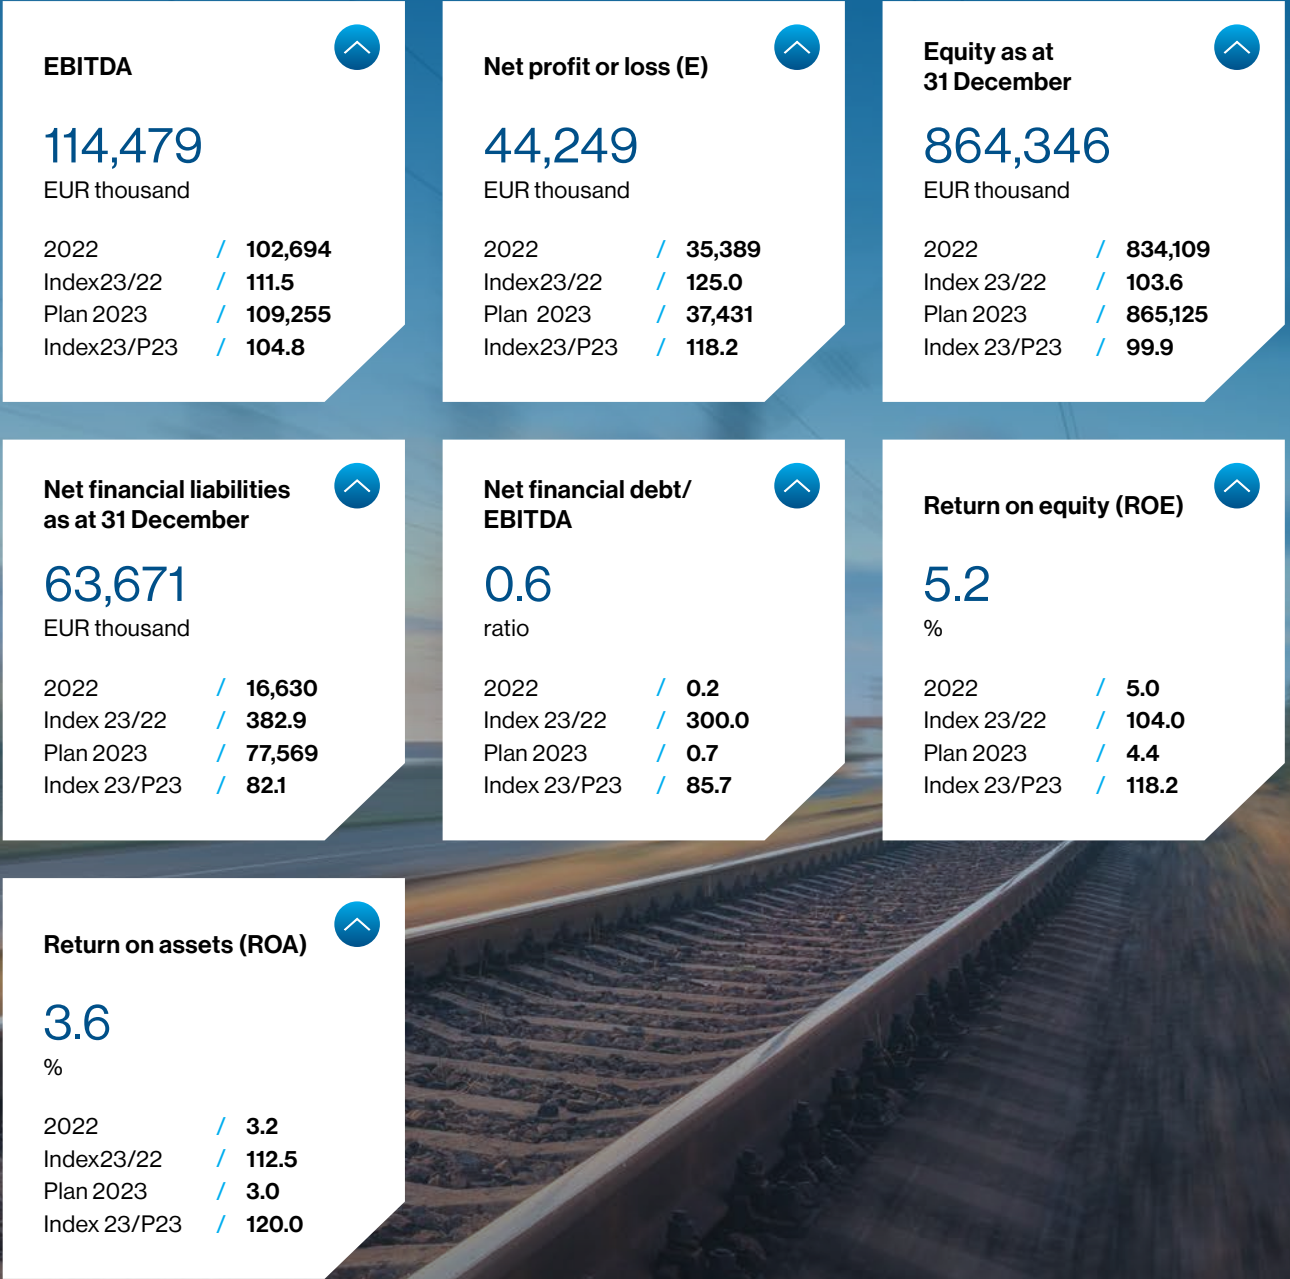 EBITDA
114,479
EUR thousand
2022 / 102,694
Index23/22 / 111.5
Plan 2023 / 109,255
Index23/P23 / 104.8
Net profit or loss (E)
44,249
EUR thousand
2022 / 35,389
Index23/22 / 125.0
Plan 2023 / 37,431
Index23/P23 / 118.2
Equity as at
31 December
864,346
EUR thousand
2022 / 834,109
Index 23/22 / 103.6
Plan 2023 / 865,125
Index 23/P23 / 99.9
Net financial liabilities
as at 31 December
63,671
EUR thousand
2022 / 16,630
Index 23/22 / 382.9
Plan 2023 / 77,569
Index 23/P23 / 82.1
Net financial debt/
EBITDA
0.6
ratio
2022 / 0.2
Index 23/22 / 300.0
Plan 2023 / 0.7
Index 23/P23 / 85.7
Return on equity (ROE)
5.2
%
2022 / 5.0
Index 23/22 / 104.0
Plan 2023 / 4.4
Index 23/P23 / 118.2
Return on assets (ROA)
3.6
%
2022 / 3.2
Index23/22 / 112.5
Plan 2023 / 3.0
Index 23/P23 / 120.0